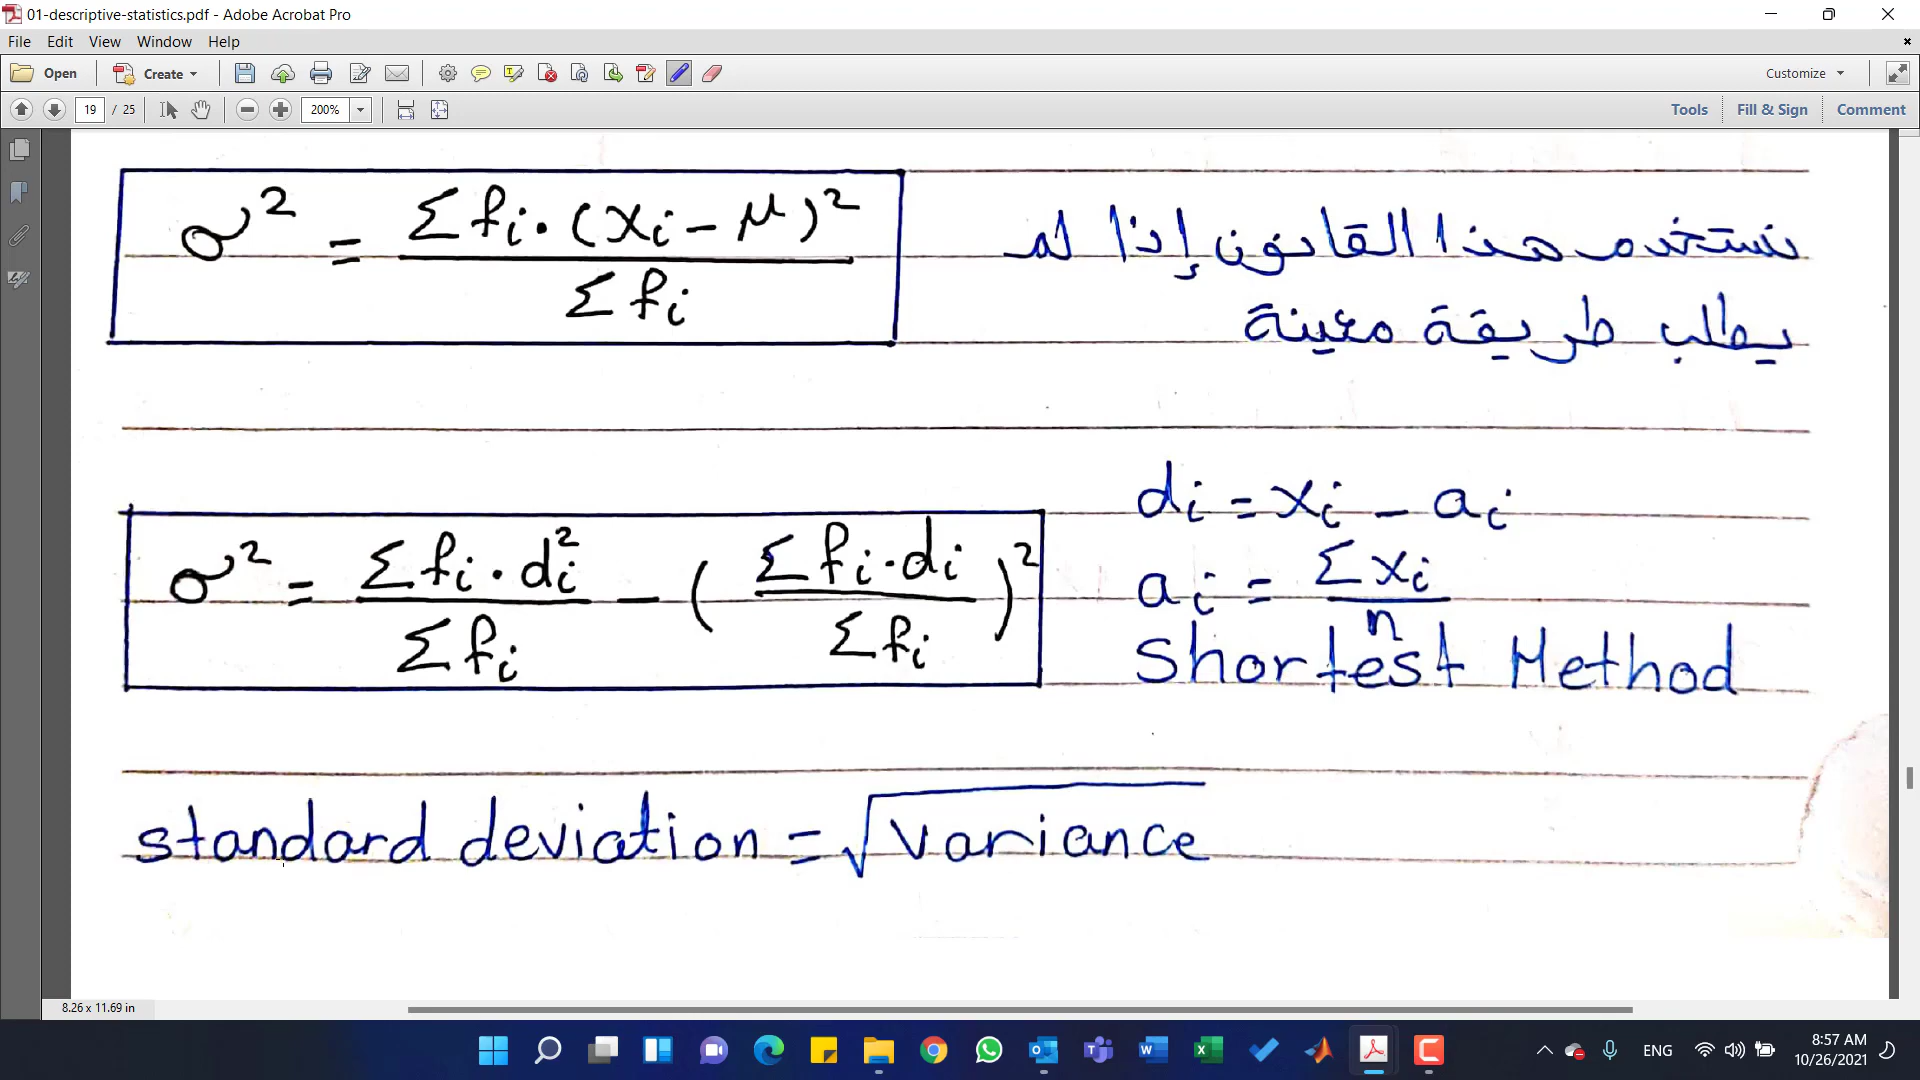 01-descriptive-statistics.pdf - Adobe Acrobat Pro
File Edit View Window Help
Open Create Customize
19 / 25 200% Tools Fill & Sign Comment
σ² = Σfi·(xi-μ)² / Σfi
نستخدم هذا القانون إذا لم
يطلب طريقة معينة
di = xi - ai
σ² = Σfi·di² / Σfi - (Σfi·di / Σfi)²
ai = Σxi / n
Shortest Method
standard deviation = √variance
8.26 x 11.69 in
ENG 8:57 AM
10/26/2021